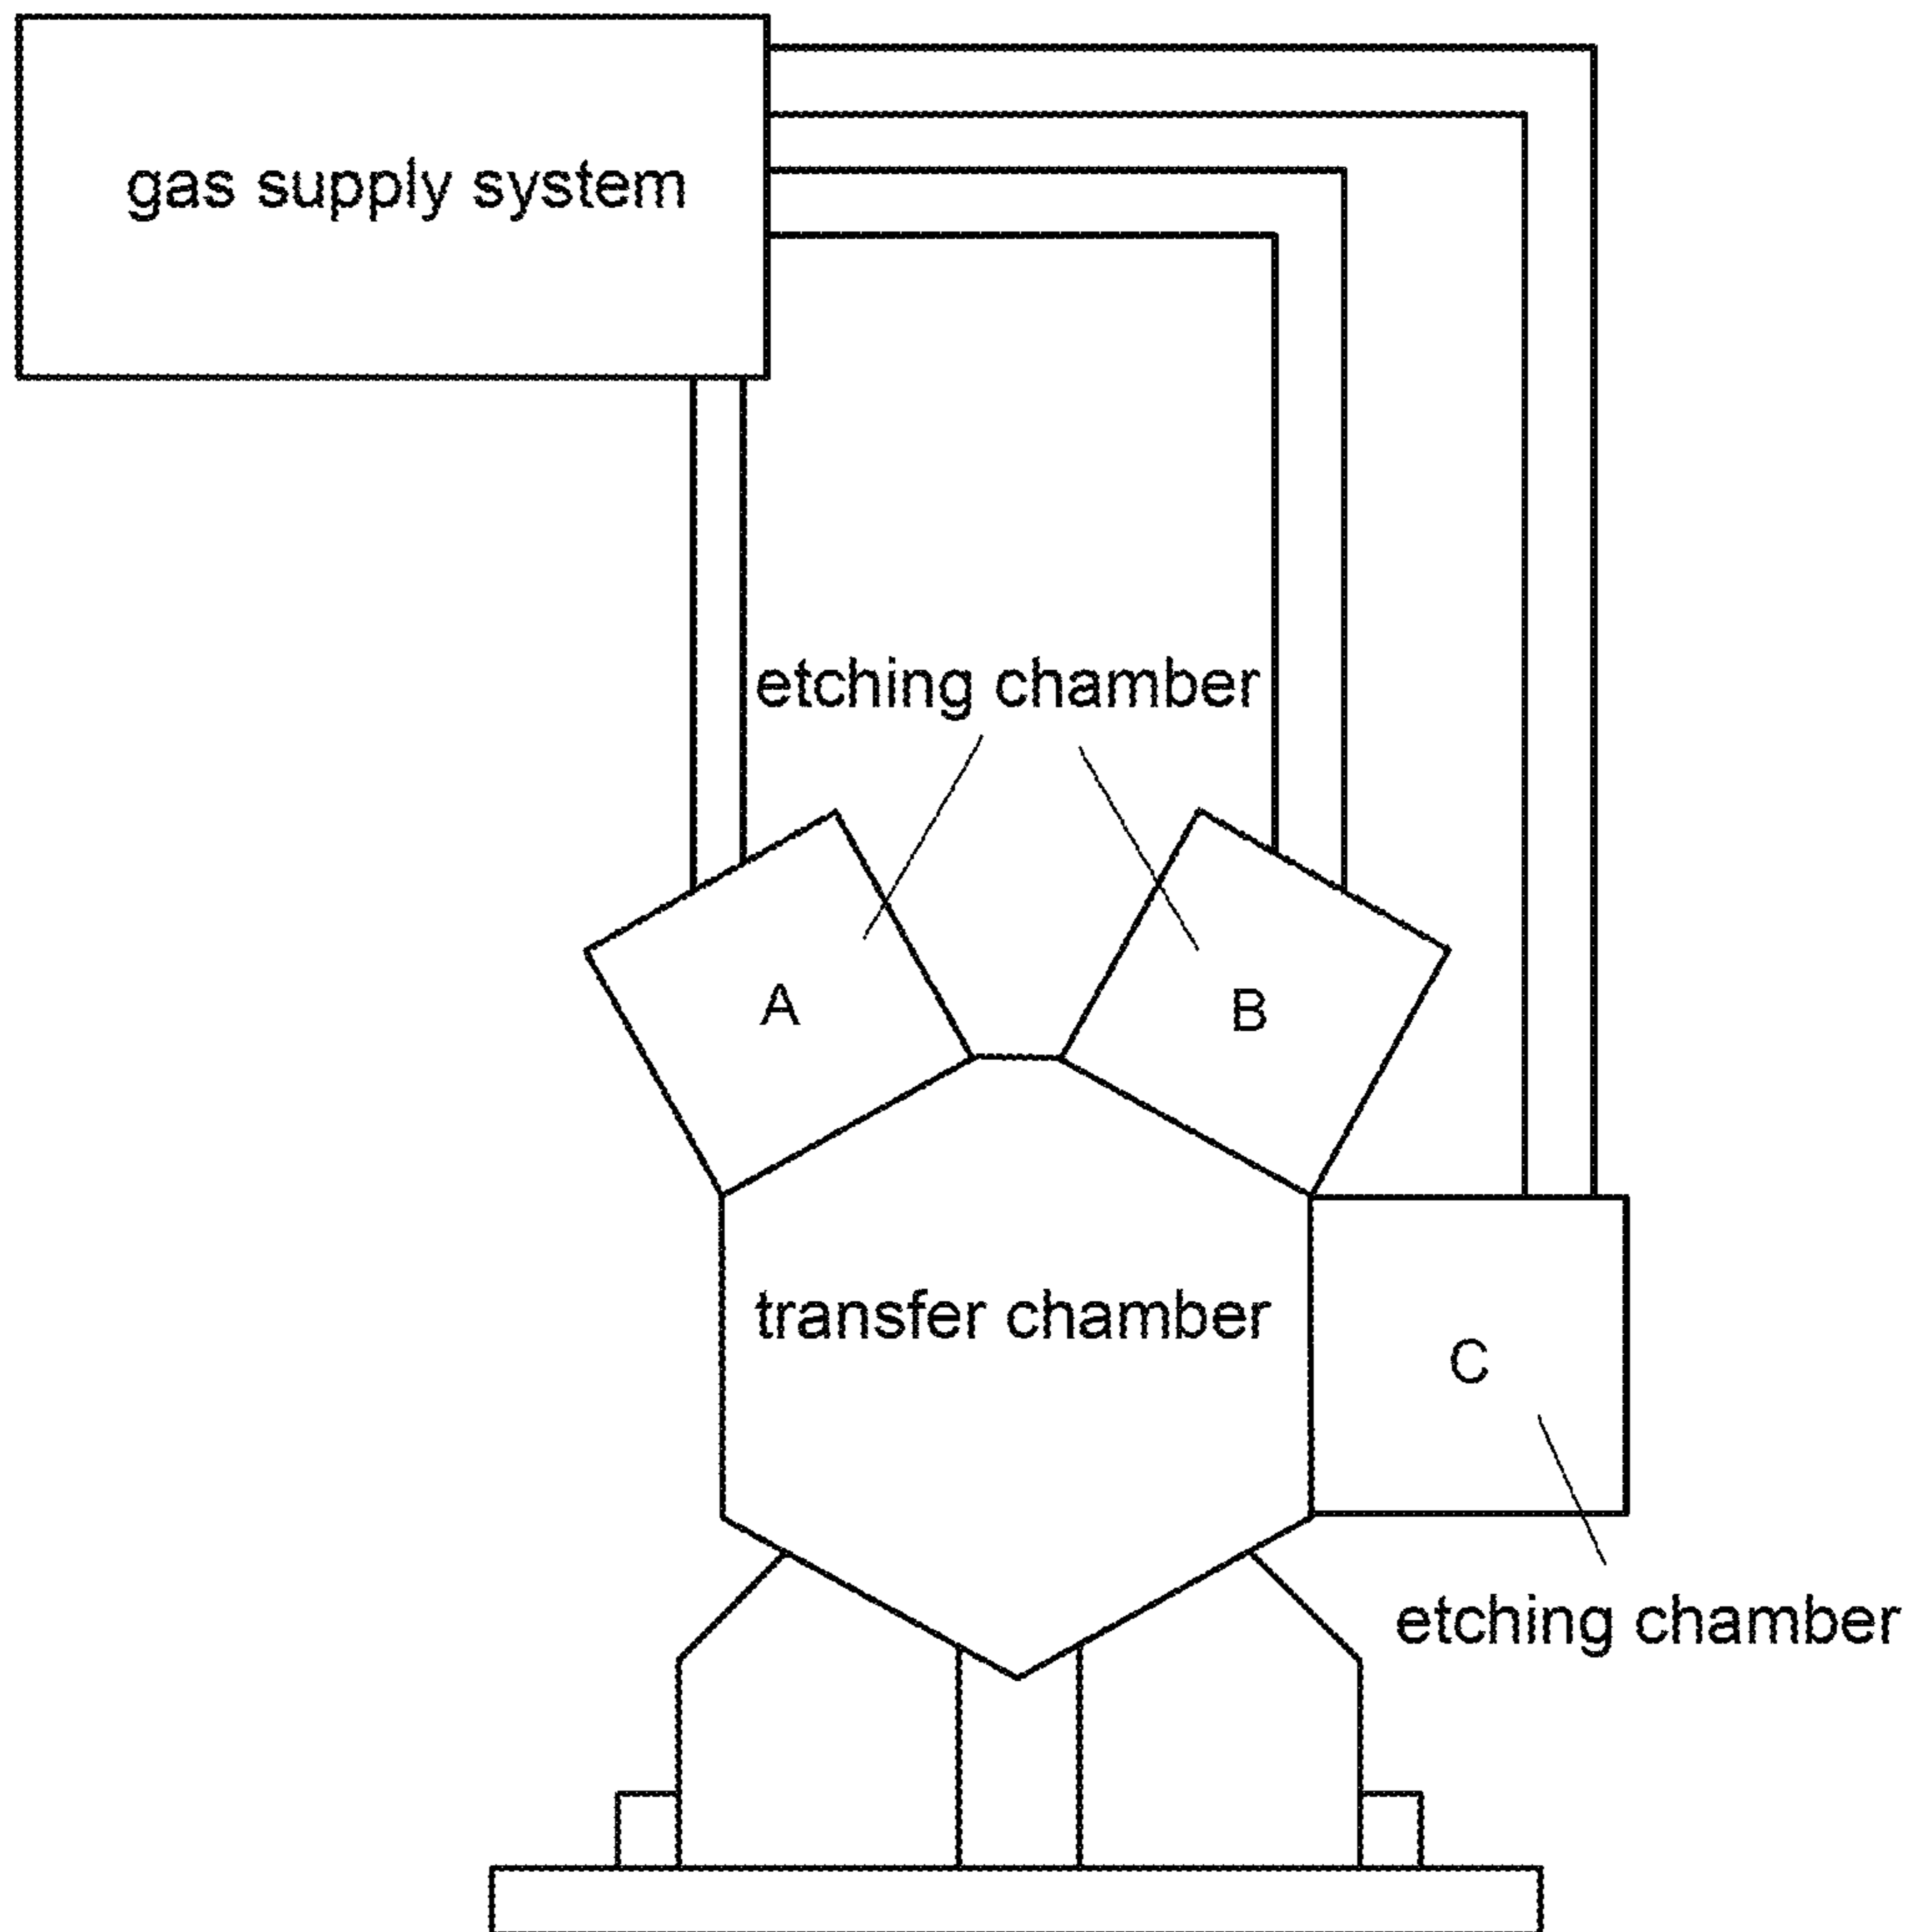 gas supply system
etching chamber
A
B
transfer chamber
C
etching chamber